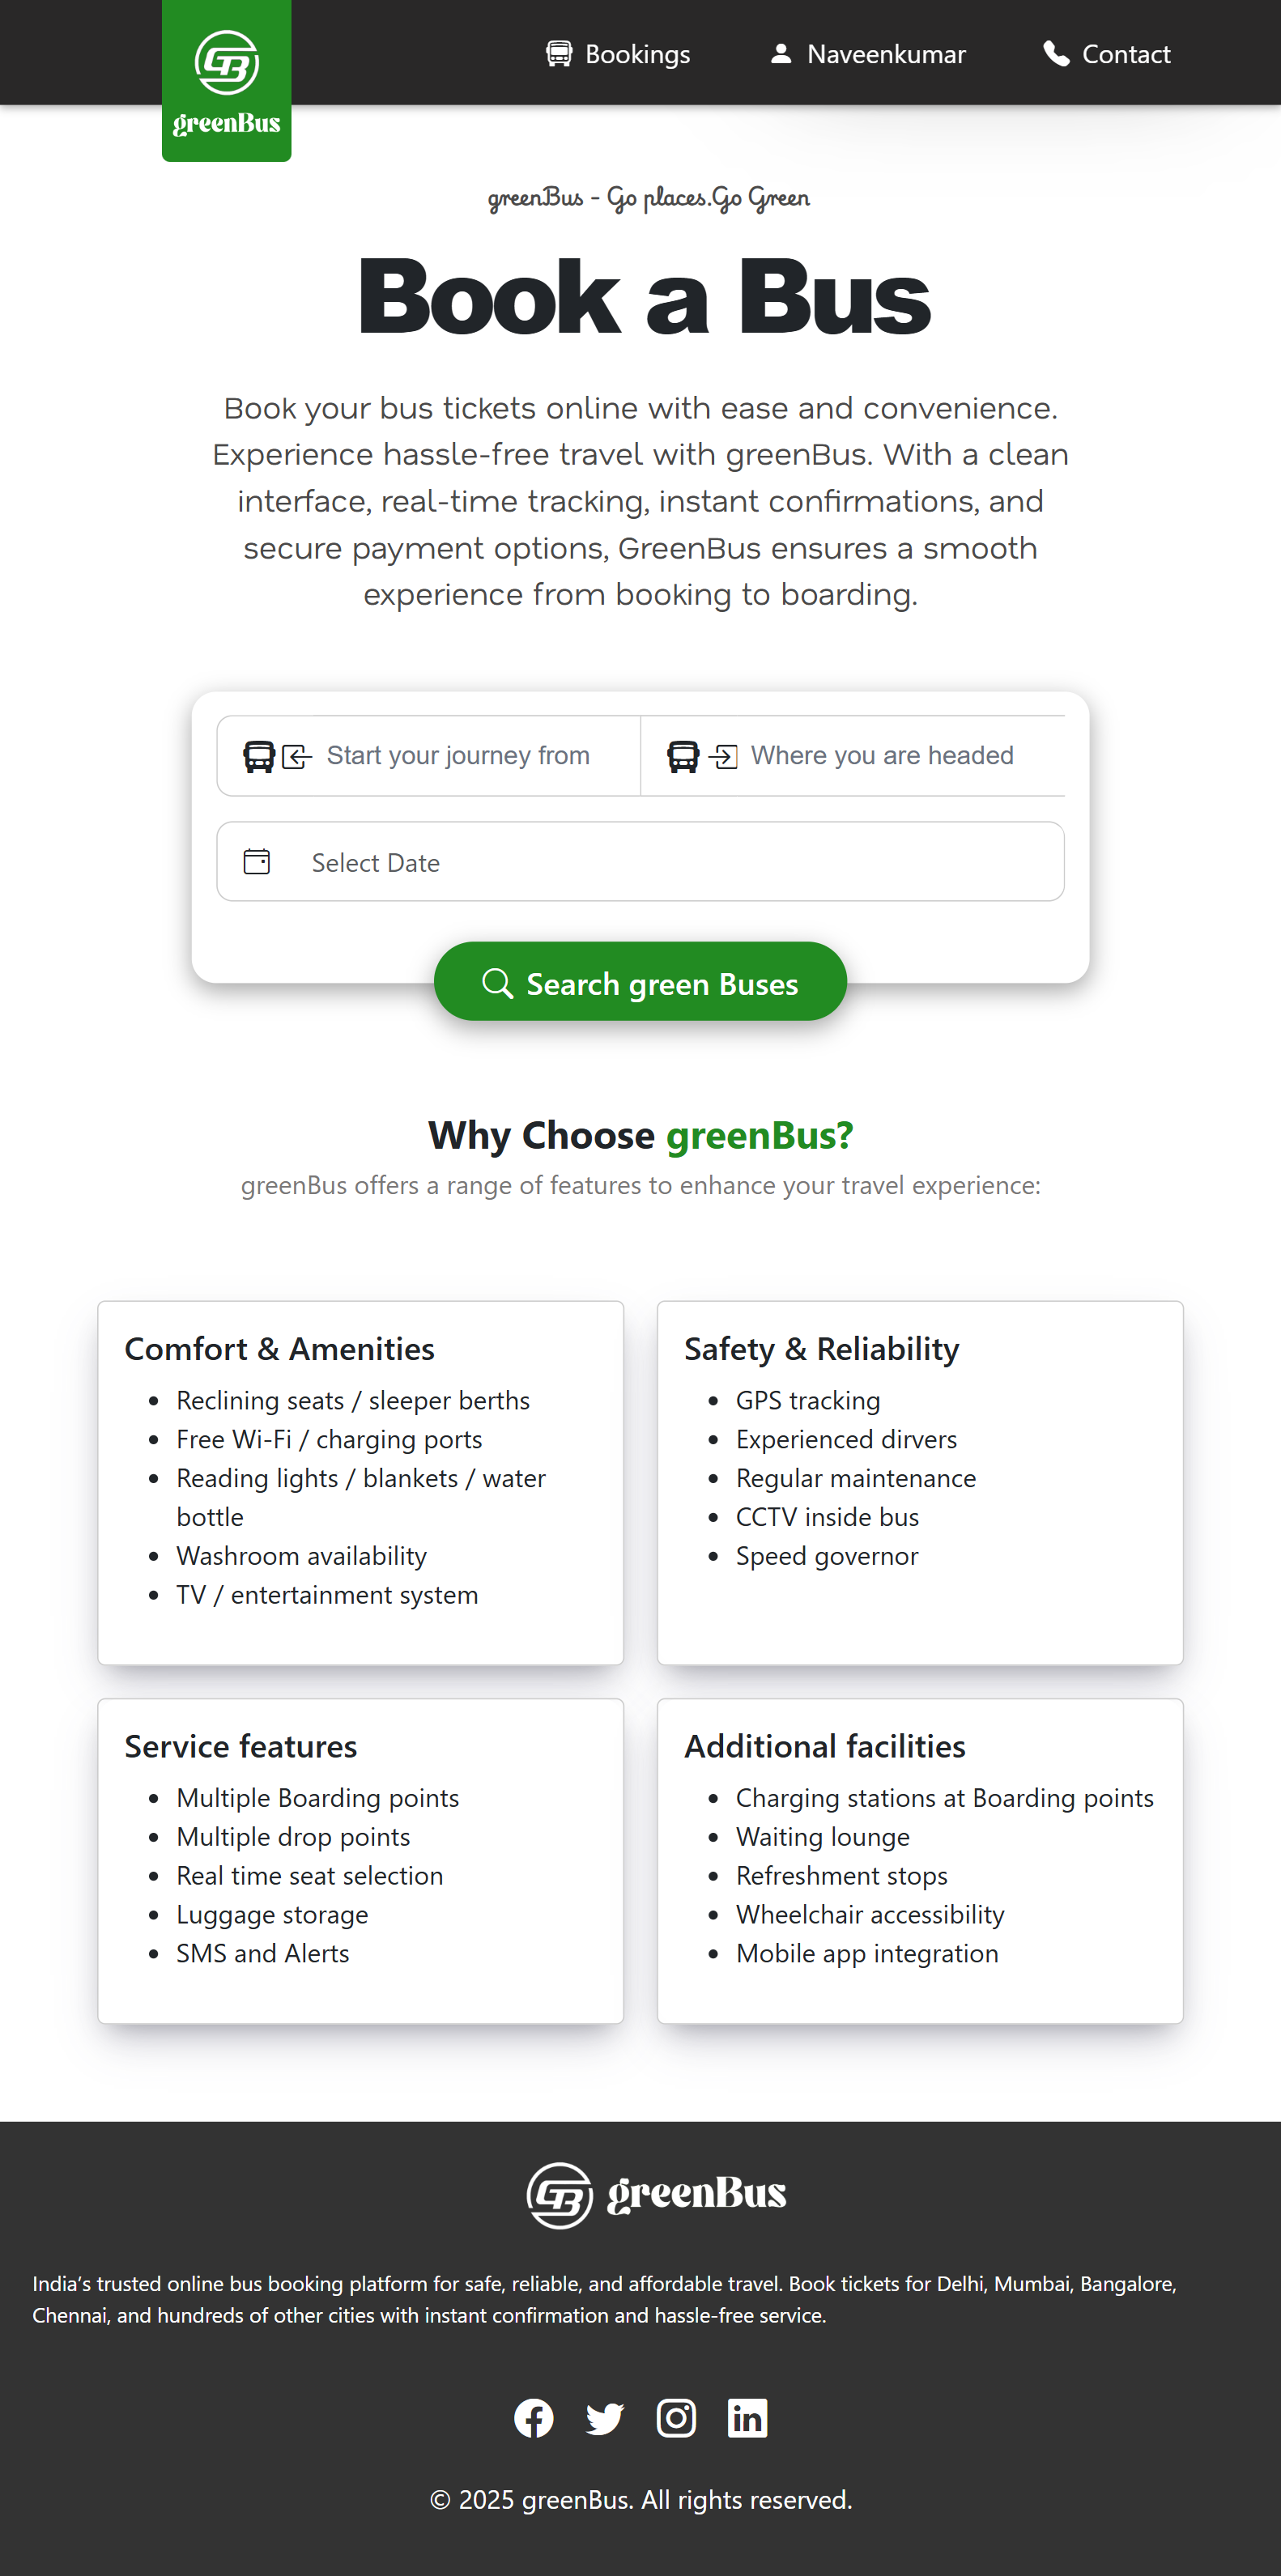 GB
greenBus
Bookings
Naveenkumar
Contact
greenBus - Go places.Go Green
Book a Bus
Book your bus tickets online with ease and convenience.
Experience hassle-free travel with greenBus. With a clean
interface, real-time tracking, instant confirmations, and
secure payment options, GreenBus ensures a smooth
experience from booking to boarding.
Start your journey from
Where you are headed
Select Date
Search green Buses
Why Choose greenBus?
greenBus offers a range of features to enhance your travel experience:
Comfort & Amenities
• Reclining seats / sleeper berths
• Free Wi-Fi / charging ports
• Reading lights / blankets / water
bottle
• Washroom availability
• TV / entertainment system
Safety & Reliability
• GPS tracking
• Experienced dirvers
• Regular maintenance
• CCTV inside bus
• Speed governor
Service features
• Multiple Boarding points
• Multiple drop points
• Real time seat selection
• Luggage storage
• SMS and Alerts
Additional facilities
• Charging stations at Boarding points
• Waiting lounge
• Refreshment stops
• Wheelchair accessibility
• Mobile app integration
GB greenBus
India’s trusted online bus booking platform for safe, reliable, and affordable travel. Book tickets for Delhi, Mumbai, Bangalore,
Chennai, and hundreds of other cities with instant confirmation and hassle-free service.
© 2025 greenBus. All rights reserved.